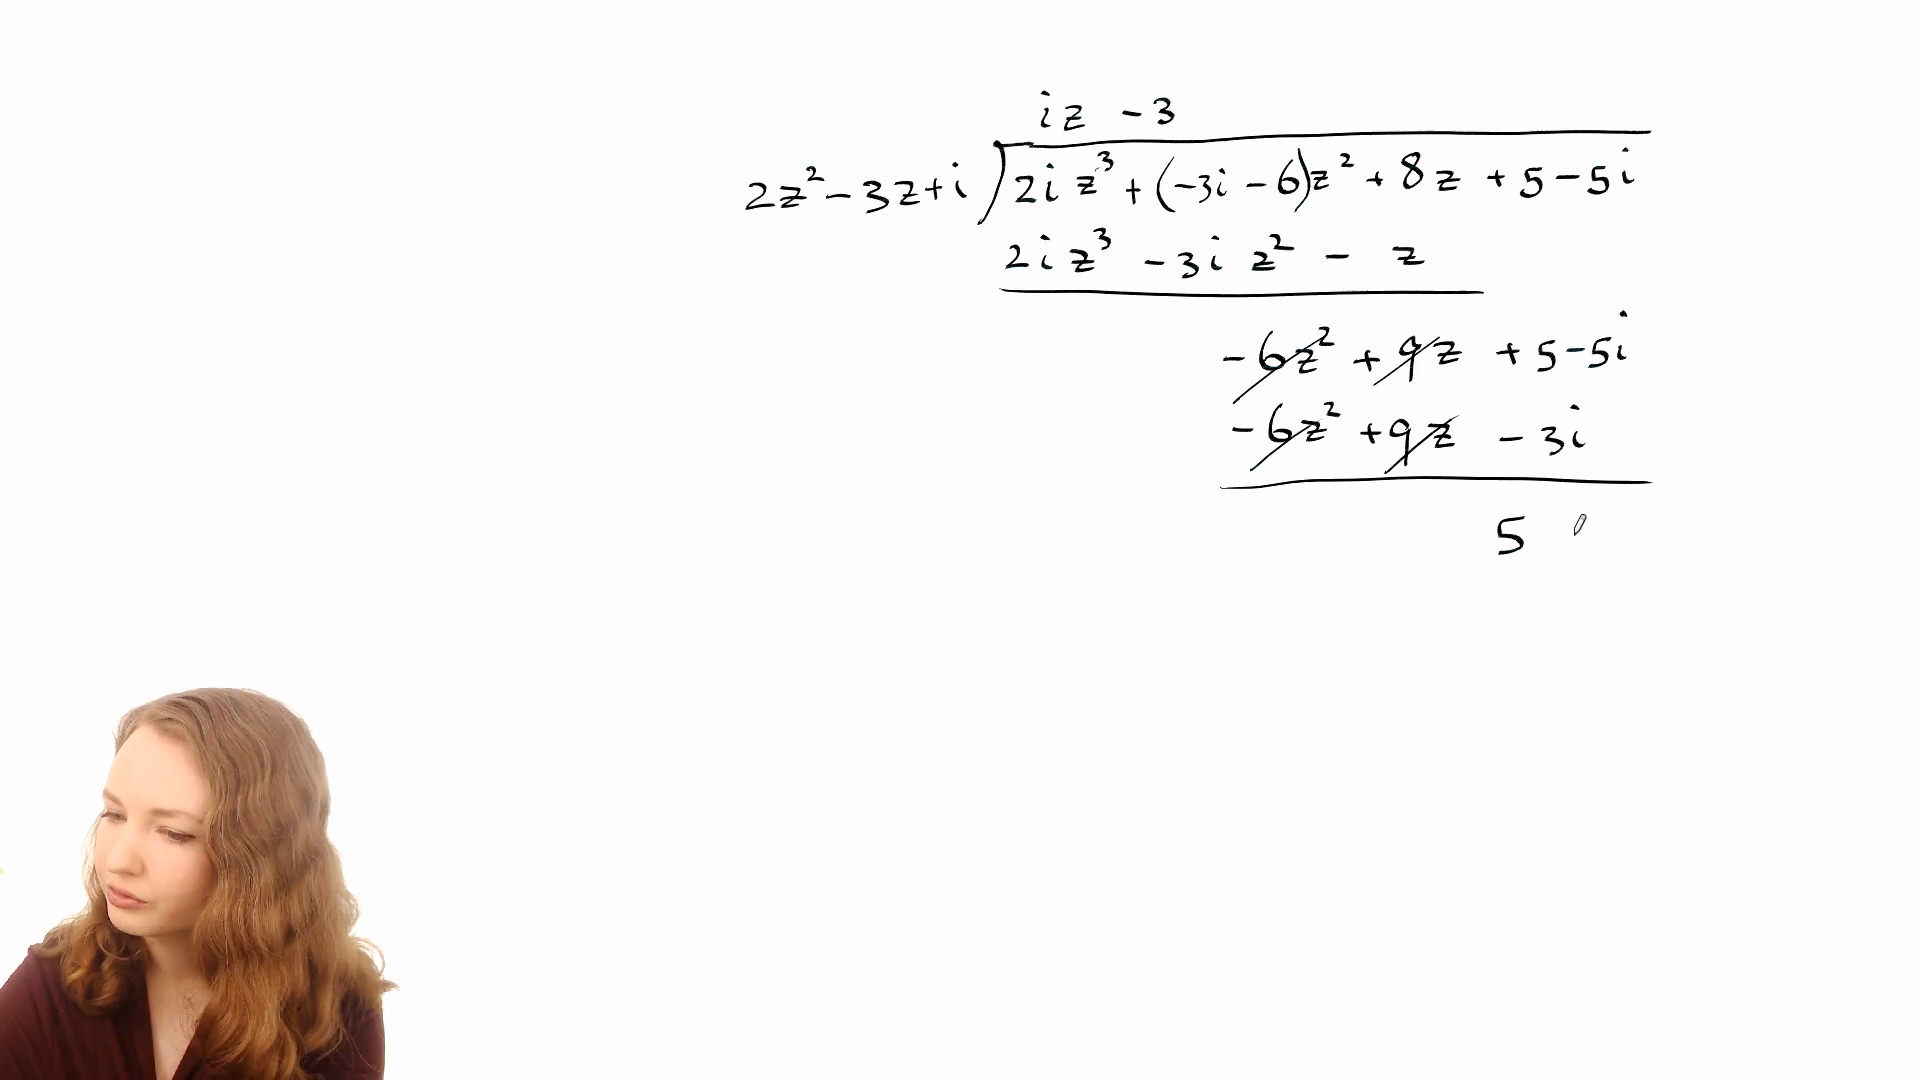 iz - 3
2z² - 3z + i ) 2iz³ + (-3i - 6)z² + 8z + 5 - 5i
2iz³ - 3iz² - z
-6z² + 9z + 5 - 5i
-6z² + 9z - 3i
5